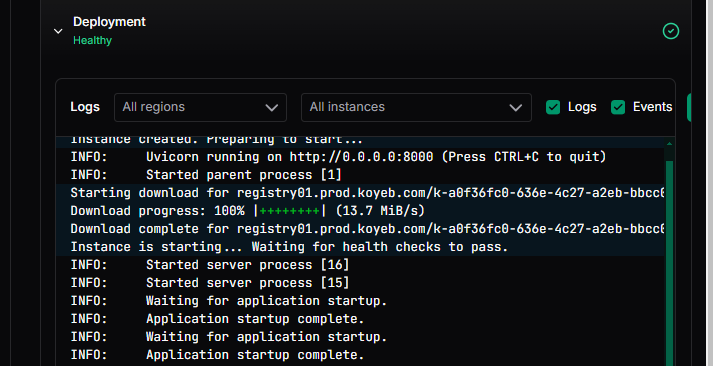 Deployment
Healthy
Logs All regions All instances Logs Events
Instance created. Preparing to start...
INFO: Uvicorn running on http://0.0.0.0:8000 (Press CTRL+C to quit)
INFO: Started parent process [1]
Starting download for registry01.prod.koyeb.com/k-a0f36fc0-636e-4c27-a2eb-bbcc0
Download progress: 100% |++++++++| (13.7 MiB/s)
Download complete for registry01.prod.koyeb.com/k-a0f36fc0-636e-4c27-a2eb-bbcc0
Instance is starting... Waiting for health checks to pass.
INFO: Started server process [16]
INFO: Started server process [15]
INFO: Waiting for application startup.
INFO: Application startup complete.
INFO: Waiting for application startup.
INFO: Application startup complete.